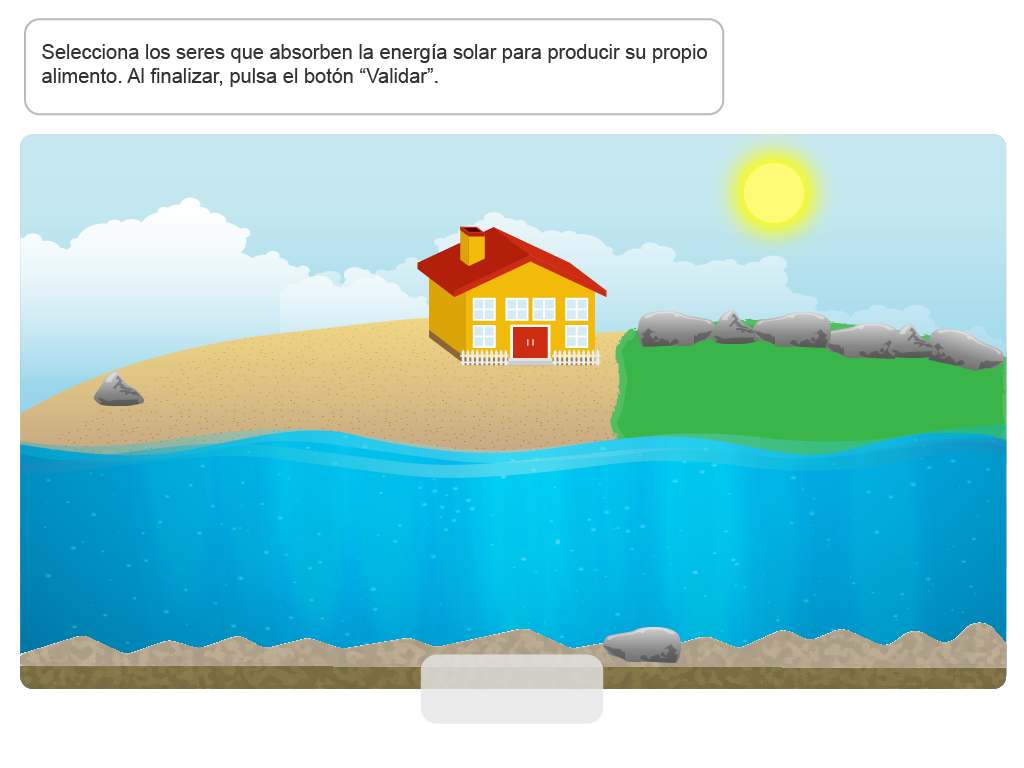 Selecciona los seres que absorben la energía solar para producir su propio
alimento. Al finalizar, pulsa el botón “Validar”.